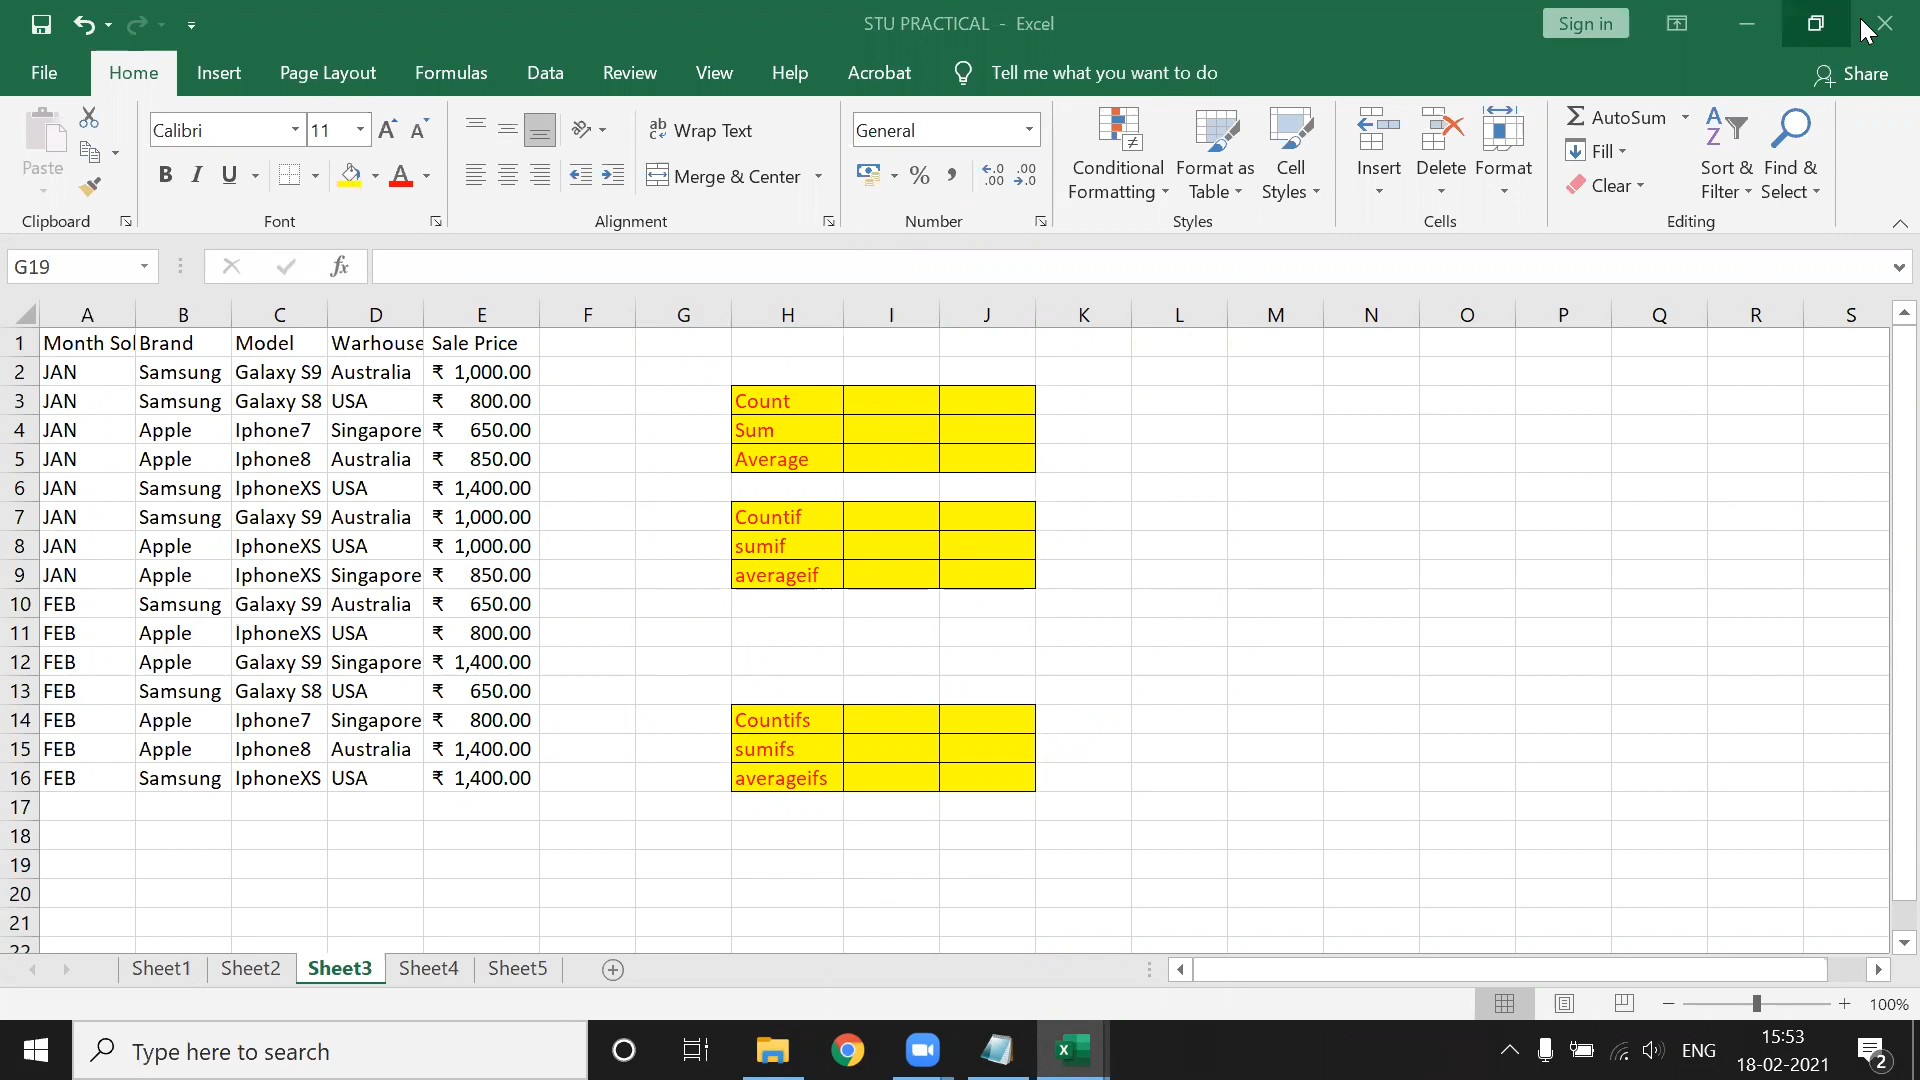 STU PRACTICAL - Excel
Sign in
File Home Insert Page Layout Formulas Data Review View Help Acrobat Tell me what you want to do Share
Paste
Clipboard
Calibri 11
B I U
Font
Wrap Text
Merge & Center
Alignment
General
% , .00
Number
Conditional Formatting
Format as Table
Cell Styles
Styles
Insert Delete Format
Cells
AutoSum
Fill
Clear
Sort & Filter
Find & Select
Editing
G19 fx
A B C D E F G H I J K L M N O P Q R S
1 Month Sol Brand Model Warhouse Sale Price
2 JAN Samsung Galaxy S9 Australia ₹ 1,000.00
3 JAN Samsung Galaxy S8 USA ₹ 800.00 Count
4 JAN Apple Iphone7 Singapore ₹ 650.00 Sum
5 JAN Apple Iphone8 Australia ₹ 850.00 Average
6 JAN Samsung IphoneXS USA ₹ 1,400.00
7 JAN Samsung Galaxy S9 Australia ₹ 1,000.00 Countif
8 JAN Apple IphoneXS USA ₹ 1,000.00 sumif
9 JAN Apple IphoneXS Singapore ₹ 850.00 averageif
10 FEB Samsung Galaxy S9 Australia ₹ 650.00
11 FEB Apple IphoneXS USA ₹ 800.00
12 FEB Apple Galaxy S9 Singapore ₹ 1,400.00
13 FEB Samsung Galaxy S8 USA ₹ 650.00
14 FEB Apple Iphone7 Singapore ₹ 800.00 Countifs
15 FEB Apple Iphone8 Australia ₹ 1,400.00 sumifs
16 FEB Samsung IphoneXS USA ₹ 1,400.00 averageifs
17
18
19
20
21
22
Sheet1 Sheet2 Sheet3 Sheet4 Sheet5
100%
Type here to search
ENG
15:53
18-02-2021
2